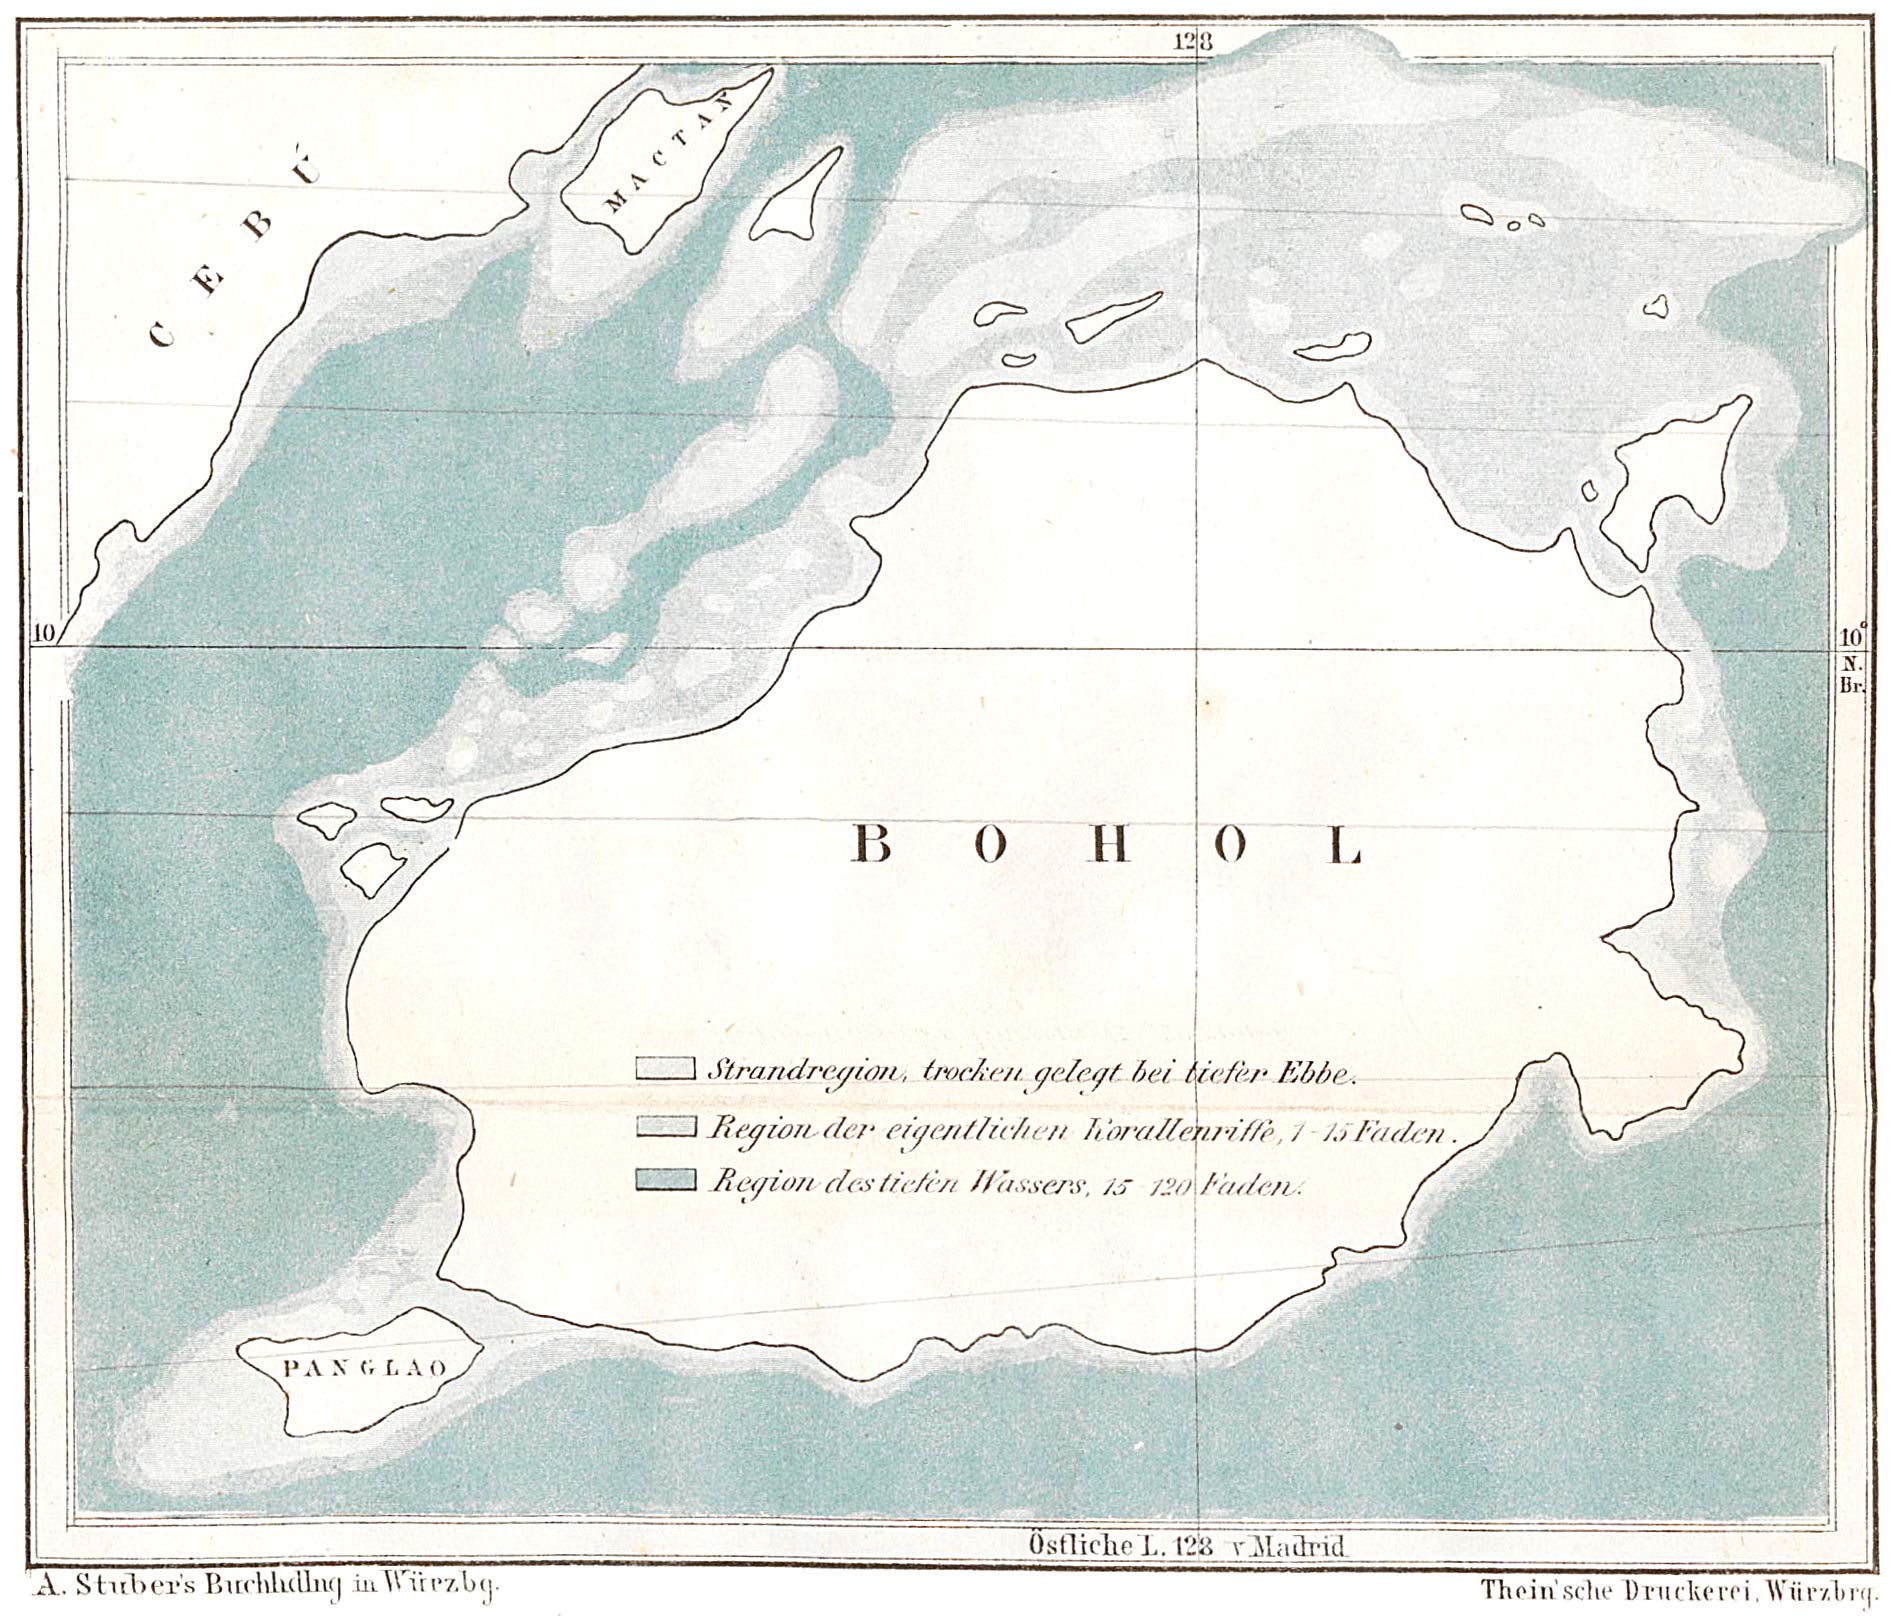 128
MACTAN
CEBÚ
10
10°
N.
Br.
BOHOL
Strandregion, trocken gelegt bei tiefer Ebbe.
Region der eigentlichen Korallenriffe, 1-15 Faden.
Region des tiefen Wassers, 15-120 Faden.
PANGLAO
Östliche L. 128 v Madrid
A. Stuber's Buchhdlng in Würzbg.
Thein'sche Druckerei, Würzbrg.